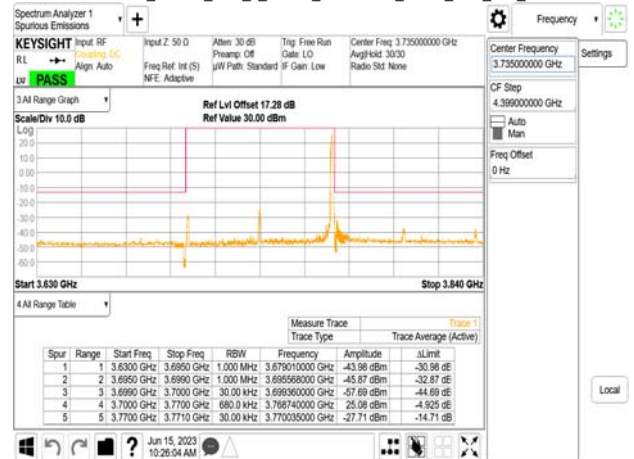 Spectrum Analyzer 1
Spurious Emissions
Frequency
KEYSIGHT
Input: RF
Coupling: DC
Align: Auto
Input Z: 50 Ω
Freq Ref: Int (S)
NFE: Adaptive
Atten: 30 dB
Preamp: Off
µW Path: Standard
Trig: Free Run
Gate: LO
IF Gain: Low
Center Freq: 3.735000000 GHz
Avg|Hold: 30/30
Radio Std: None
RL
LU PASS
Center Frequency
3.735000000 GHz
Settings
CF Step
4.399000000 GHz
Auto
Man
Freq Offset
0 Hz
Local
3 All Range Graph
Ref Lvl Offset 17.28 dB
Scale/Div 10.0 dB
Ref Value 30.00 dBm
Log
20.0
10.0
0.00
-10.0
-20.0
-30.0
-40.0
-50.0
-60.0
Start 3.630 GHz
Stop 3.840 GHz
4 All Range Table
Measure Trace Trace 1
Trace Type Trace Average (Active)
Spur Range Start Freq Stop Freq RBW Frequency Amplitude ΔLimit
1 1 3.6300 GHz 3.6950 GHz 1.000 MHz 3.679010000 GHz -43.98 dBm -30.98 dB
2 2 3.6950 GHz 3.6990 GHz 1.000 MHz 3.695568000 GHz -45.87 dBm -32.87 dB
3 3 3.6990 GHz 3.7000 GHz 30.00 kHz 3.699360000 GHz -57.69 dBm -44.69 dB
4 4 3.7000 GHz 3.7700 GHz 680.0 kHz 3.768740000 GHz 25.08 dBm -4.925 dB
5 5 3.7700 GHz 3.7710 GHz 30.00 kHz 3.770035000 GHz -27.71 dBm -14.71 dB
Jun 15, 2023
10:26:04 AM